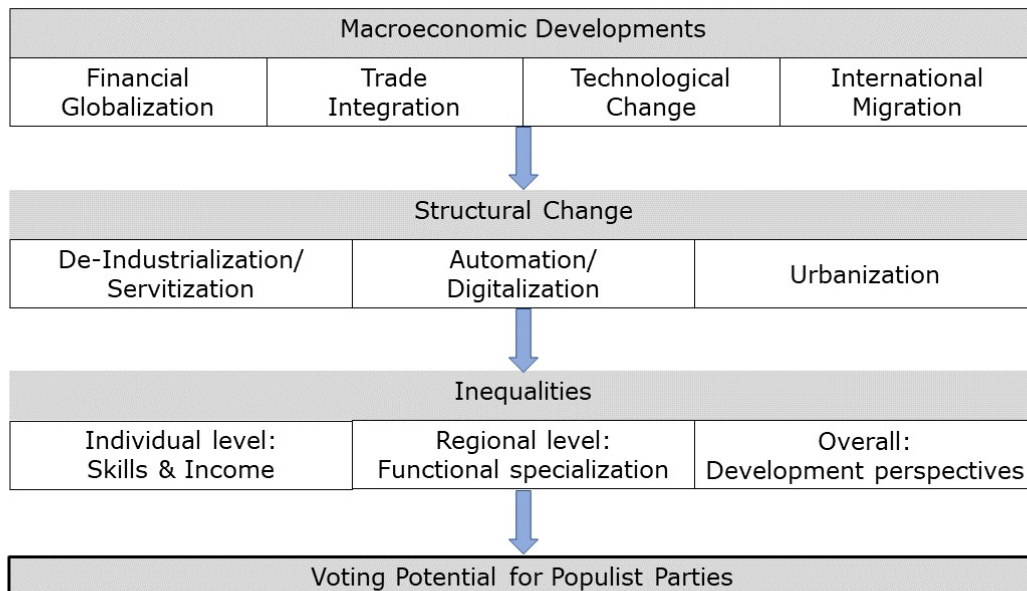 Macroeconomic Developments
Financial
Globalization
Trade
Integration
Technological
Change
International
Migration
Structural Change
De-Industrialization/
Servitization
Automation/
Digitalization
Urbanization
Inequalities
Individual level:
Skills & Income
Regional level:
Functional specialization
Overall:
Development perspectives
Voting Potential for Populist Parties